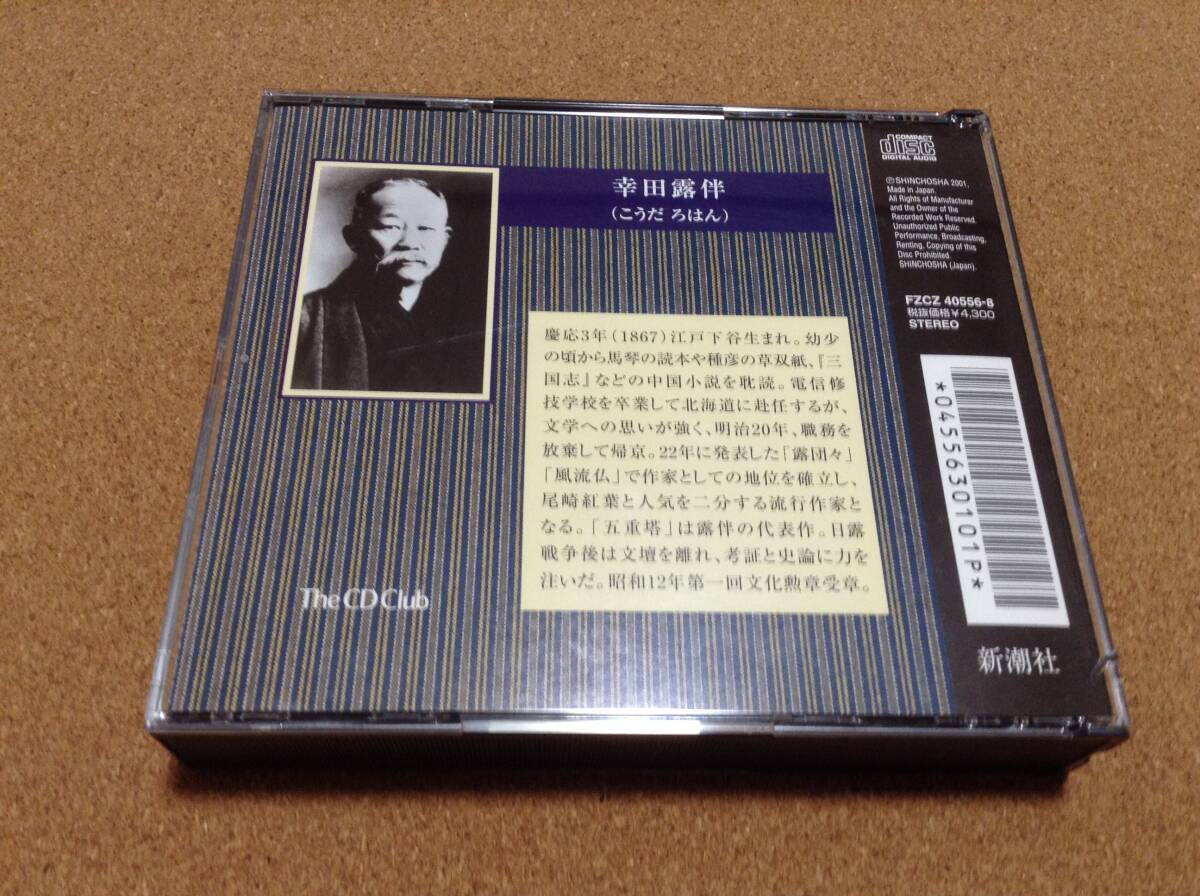 幸田露伴
(こうだ ろはん)
慶応3年(1867)江戸下谷生まれ。幼少
の頃から馬琴の読本や種彦の草双紙、『三
国志』などの中国小説を耽読。電信修
技学校を卒業して北海道に赴任するが、
文学への思いが強く、明治20年、職務を
放棄して帰京。22年に発表した「露団々」
「風流仏」で作家としての地位を確立し、
尾崎紅葉と人気を二分する流行作家と
なる。「五重塔」は露伴の代表作。日露
戦争後は文壇を離れ、考証と史論に力を
注いだ。昭和12年第一回文化勲章受章。
The CD Club
COMPACT
disc
DIGITAL AUDIO
℗SHINCHOSHA 2001,
Made in Japan.
All Rights of Manufacturer
and the Owner of the
Recorded Work Reserved.
Unauthorized Public
Performance, Broadcasting,
Renting, Copying of this
Disc Prohibited.
SHINCHOSHA (Japan).
FZCZ 40556-8
税抜価格¥4,300
STEREO
*0455630101P*
新潮社